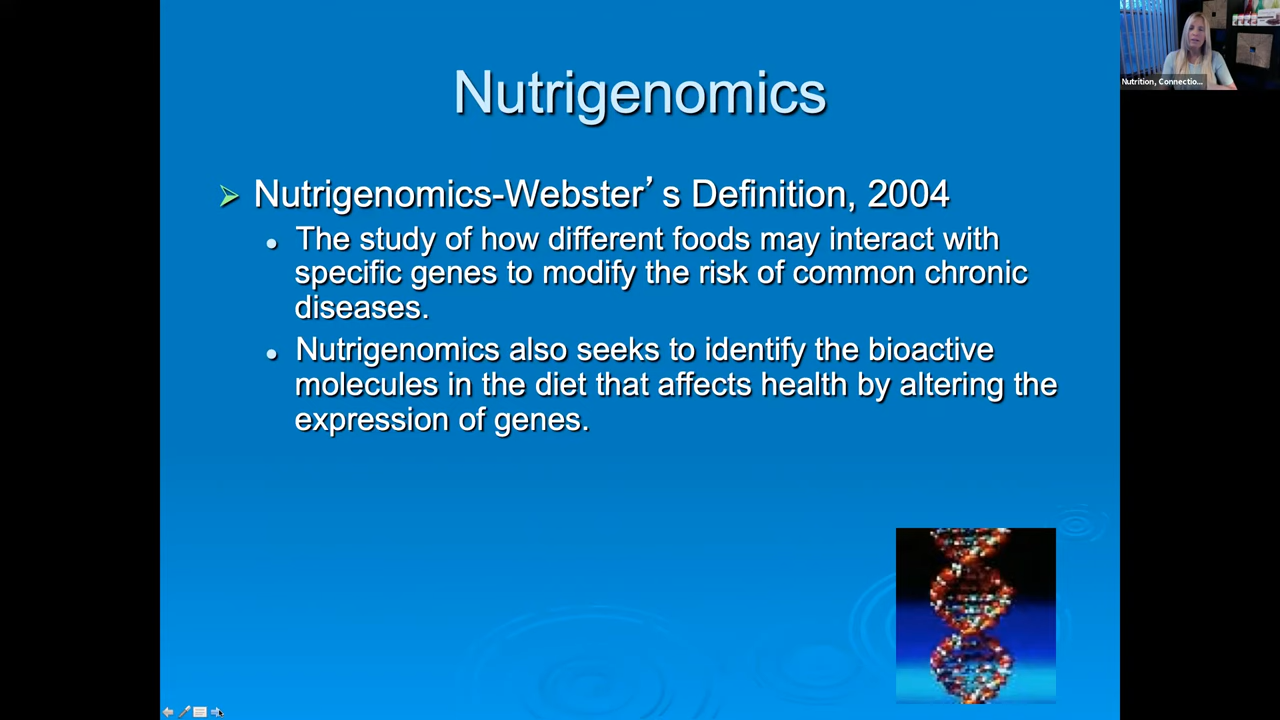 Nutrigenomics
Nutrigenomics-Webster’s Definition, 2004
The study of how different foods may interact with
specific genes to modify the risk of common chronic
diseases.
Nutrigenomics also seeks to identify the bioactive
molecules in the diet that affects health by altering the
expression of genes.
Nutrition, Connectio...